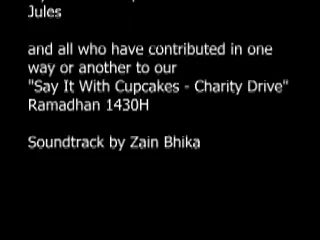 Jules
and all who have contributed in one
way or another to our
"Say It With Cupcakes - Charity Drive"
Ramadhan 1430H
Soundtrack by Zain Bhika